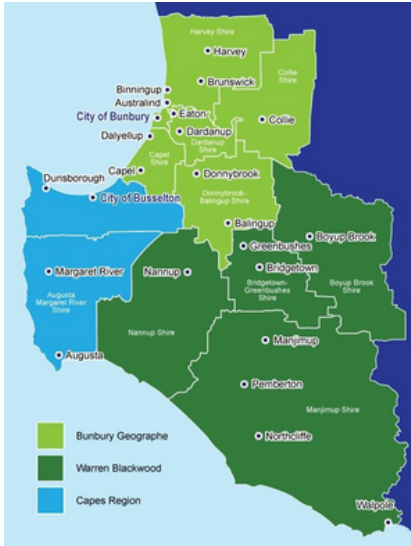 Harvey Shire
Harvey
Collie
Shire
Brunswick
Binningup
Australind
Eaton
City of Bunbury
Collie
Dardanup
Dalyellup
Dardanup
Shire
Capel
Shire
Capel
Donnybrook
Dunsborough
Donnybrook-
Balingup Shire
City of Busselton
Balingup
Boyup Brook
Greenbushes
Margaret River
Nannup
Bridgetown
Augusta
Margaret River
Shire
Bridgetown-
Greenbushes
Shire
Boyup Brook
Shire
Nannup Shire
Manjimup
Augusta
Pemberton
Manjimup Shire
Bunbury Geographe
Northcliffe
Warren Blackwood
Capes Region
Walpole